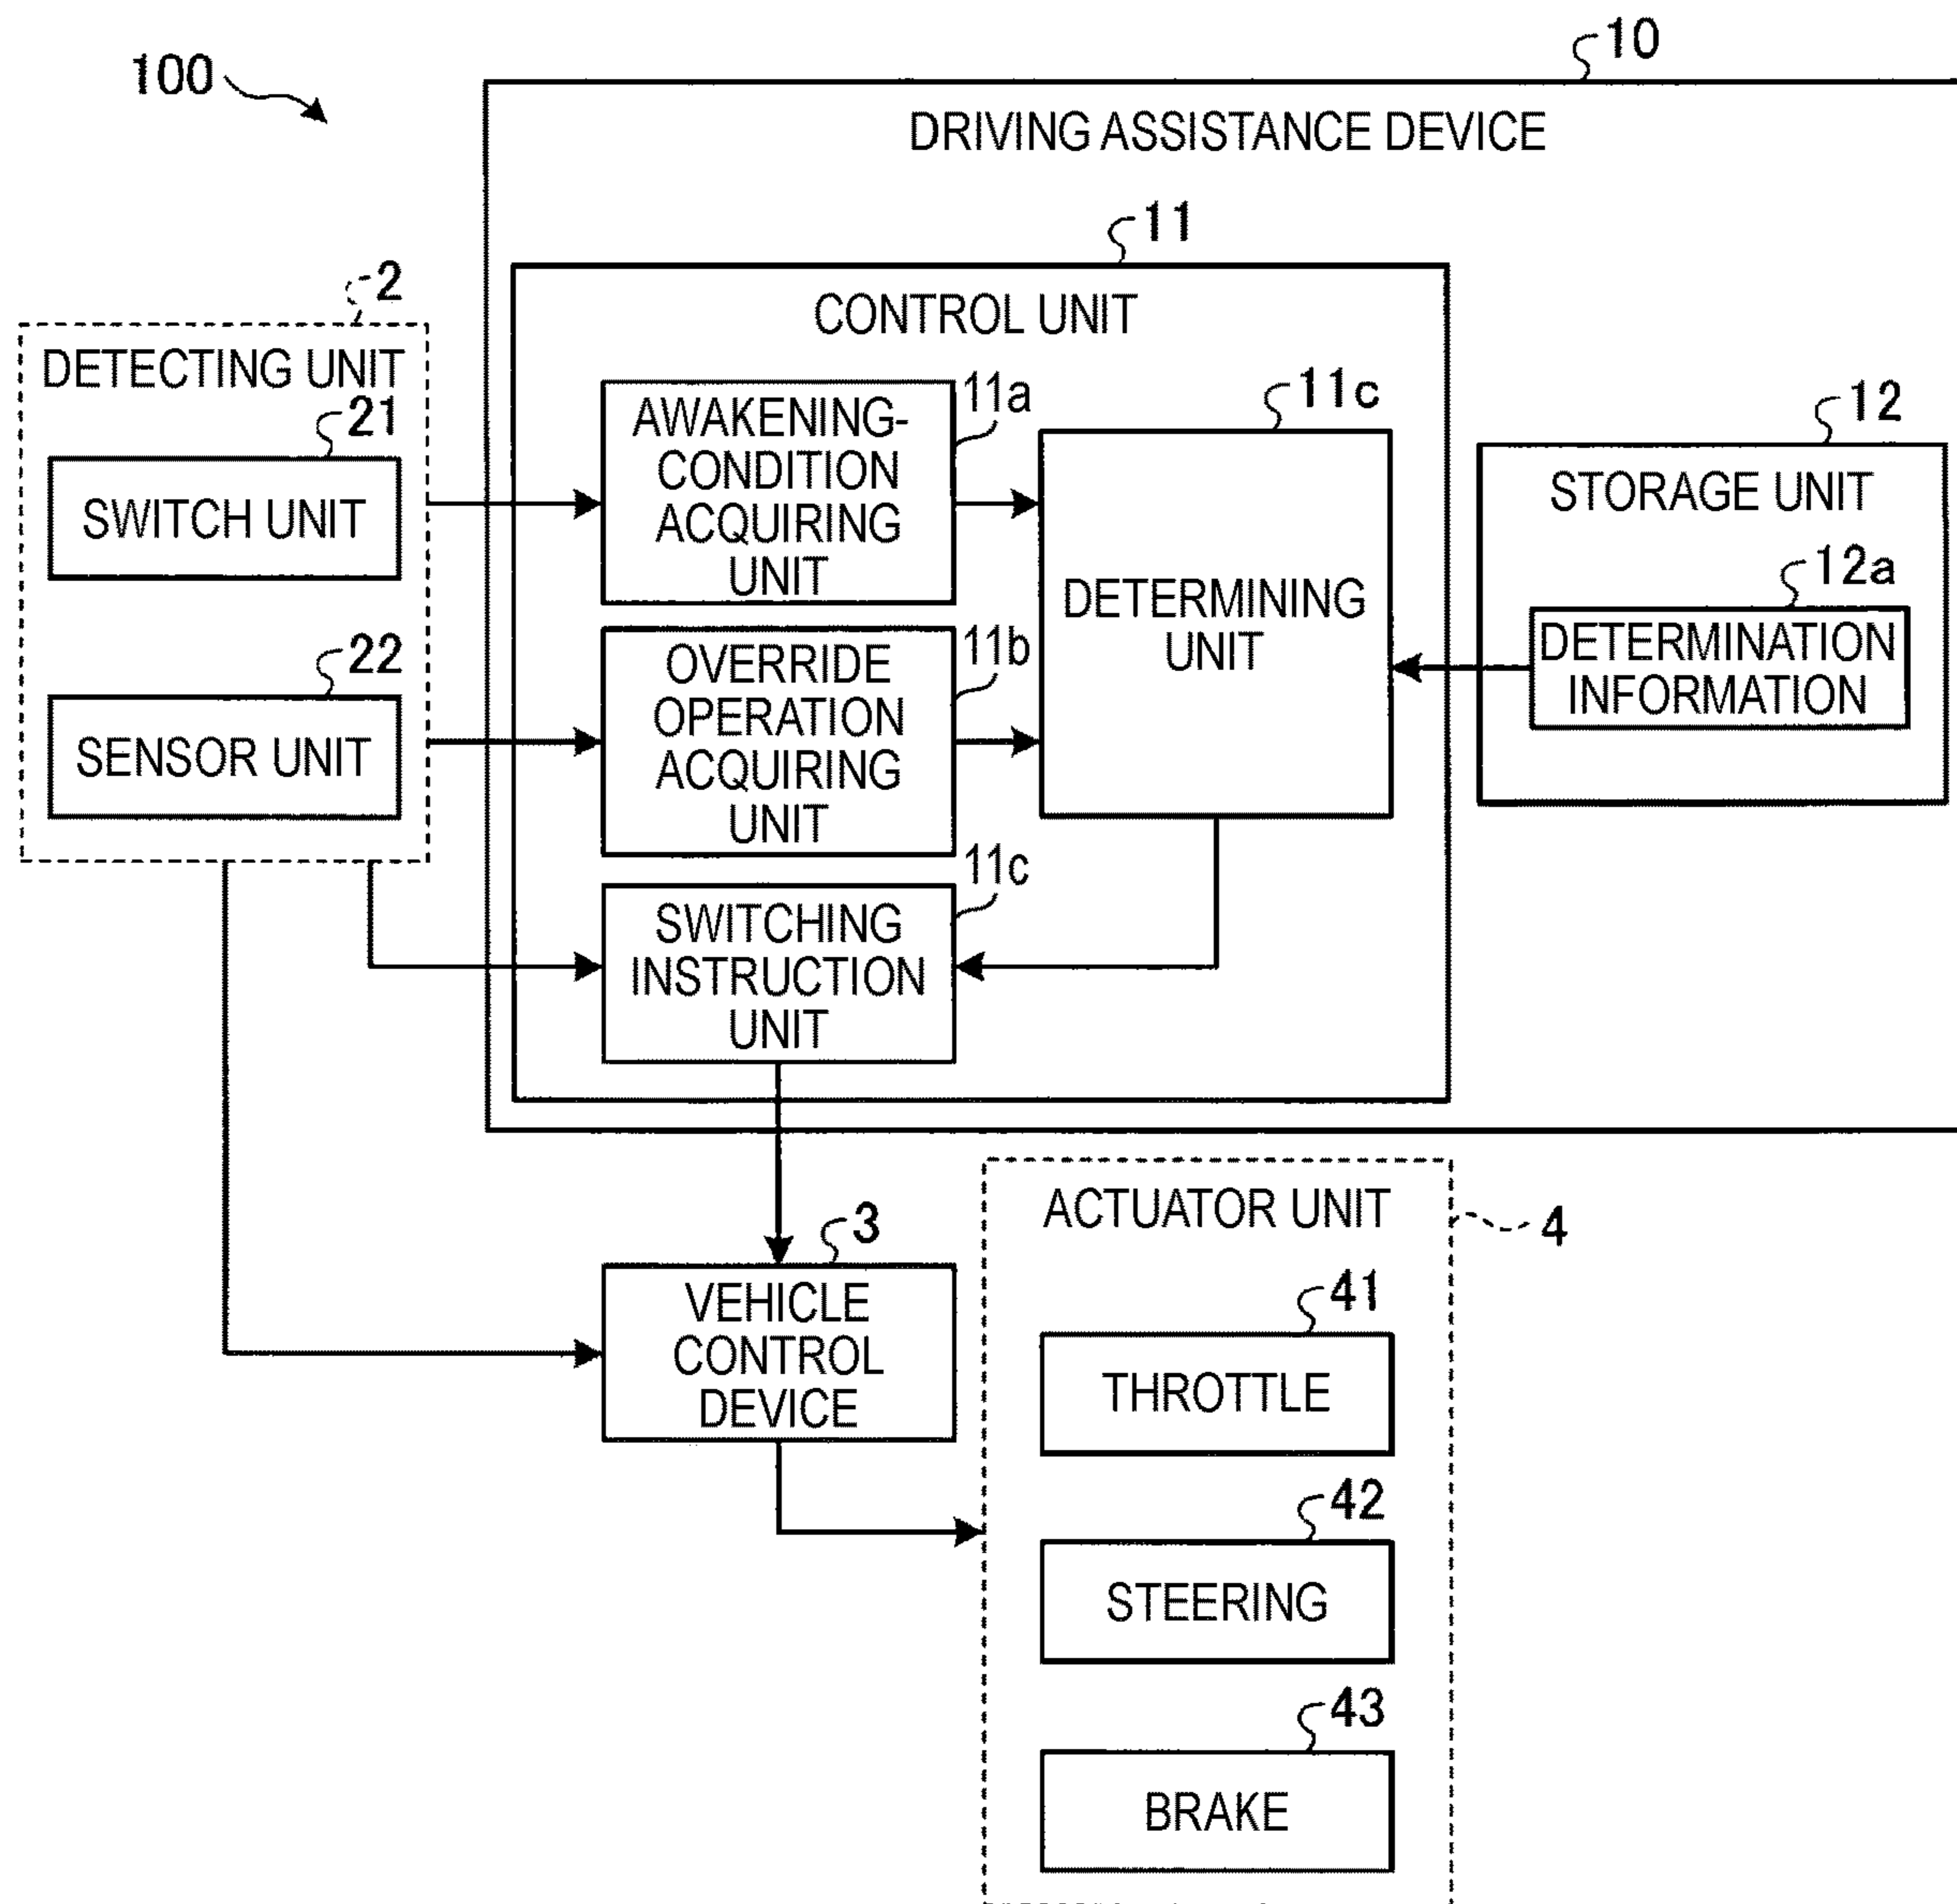 100
10
DRIVING ASSISTANCE DEVICE
11
CONTROL UNIT
2
DETECTING UNIT
21
SWITCH UNIT
22
SENSOR UNIT
11a
AWAKENING-
CONDITION
ACQUIRING
UNIT
11b
OVERRIDE
OPERATION
ACQUIRING
UNIT
11c
SWITCHING
INSTRUCTION
UNIT
11c
DETERMINING
UNIT
12
STORAGE UNIT
12a
DETERMINATION
INFORMATION
3
VEHICLE
CONTROL
DEVICE
ACTUATOR UNIT
4
41
THROTTLE
42
STEERING
43
BRAKE